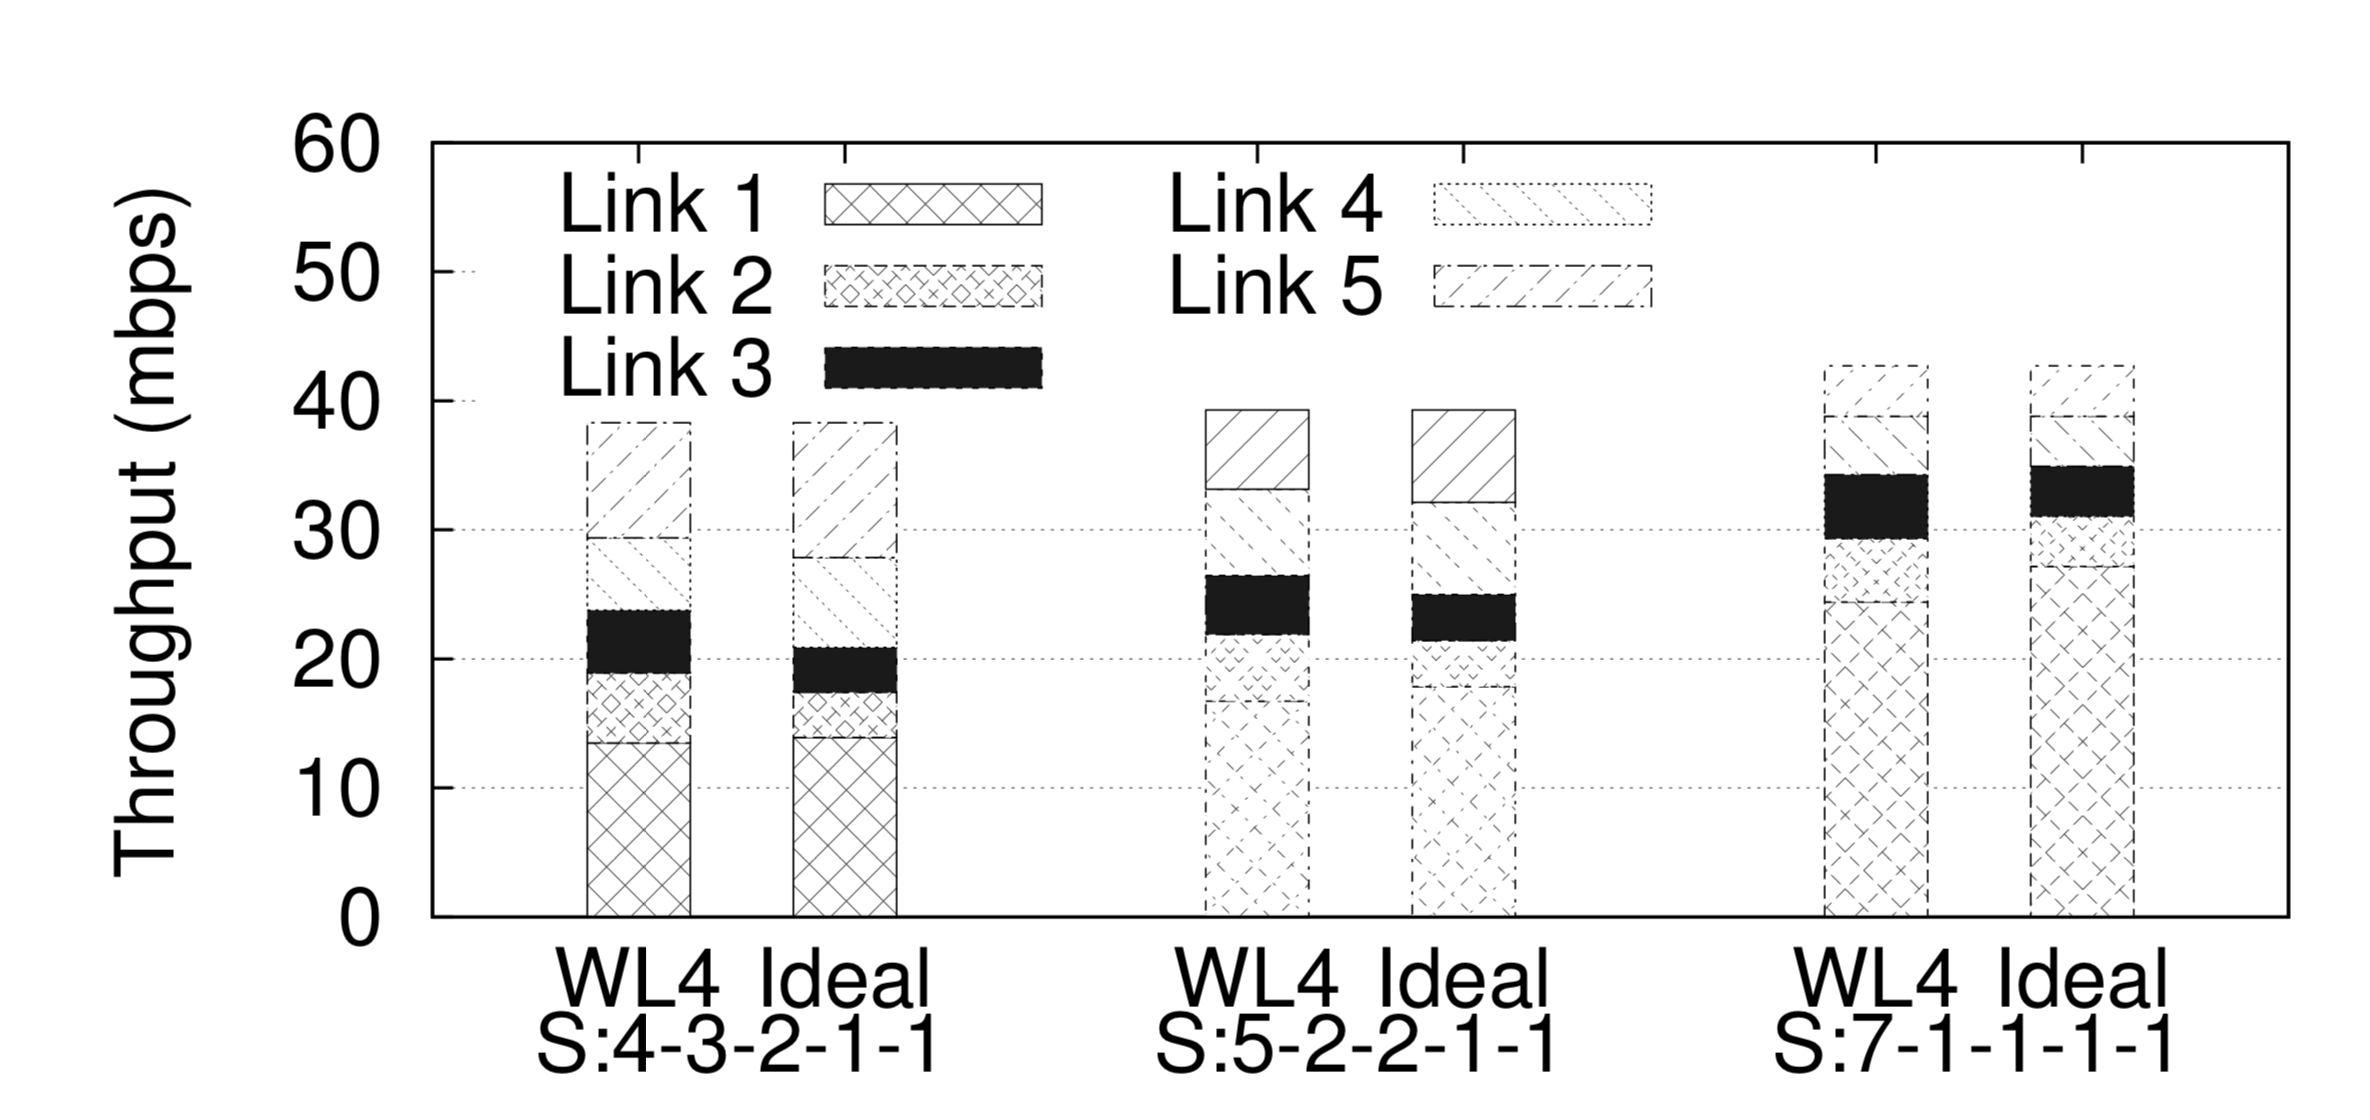 Throughput (mbps)
60
50
40
30
20
10
0
Link 1
Link 2
Link 3
Link 4
Link 5
WL4 Ideal
S:4-3-2-1-1
WL4 Ideal
S:5-2-2-1-1
WL4 Ideal
S:7-1-1-1-1